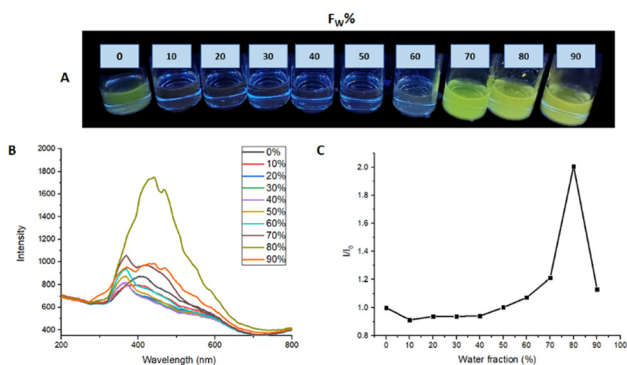 Fw%
0 10 20 30 40 50 60 70 80 90
A
B
2000
1800
1600
1400
1200
1000
800
600
400
Intensity
200 300 400 500 600 700 800
Wavelength (nm)
0%
10%
20%
30%
40%
50%
60%
70%
80%
90%
C
2.0
1.8
1.6
1.4
1.2
1.0
0.8
I/I0
0 10 20 30 40 50 60 70 80 90 100
Water fraction (%)